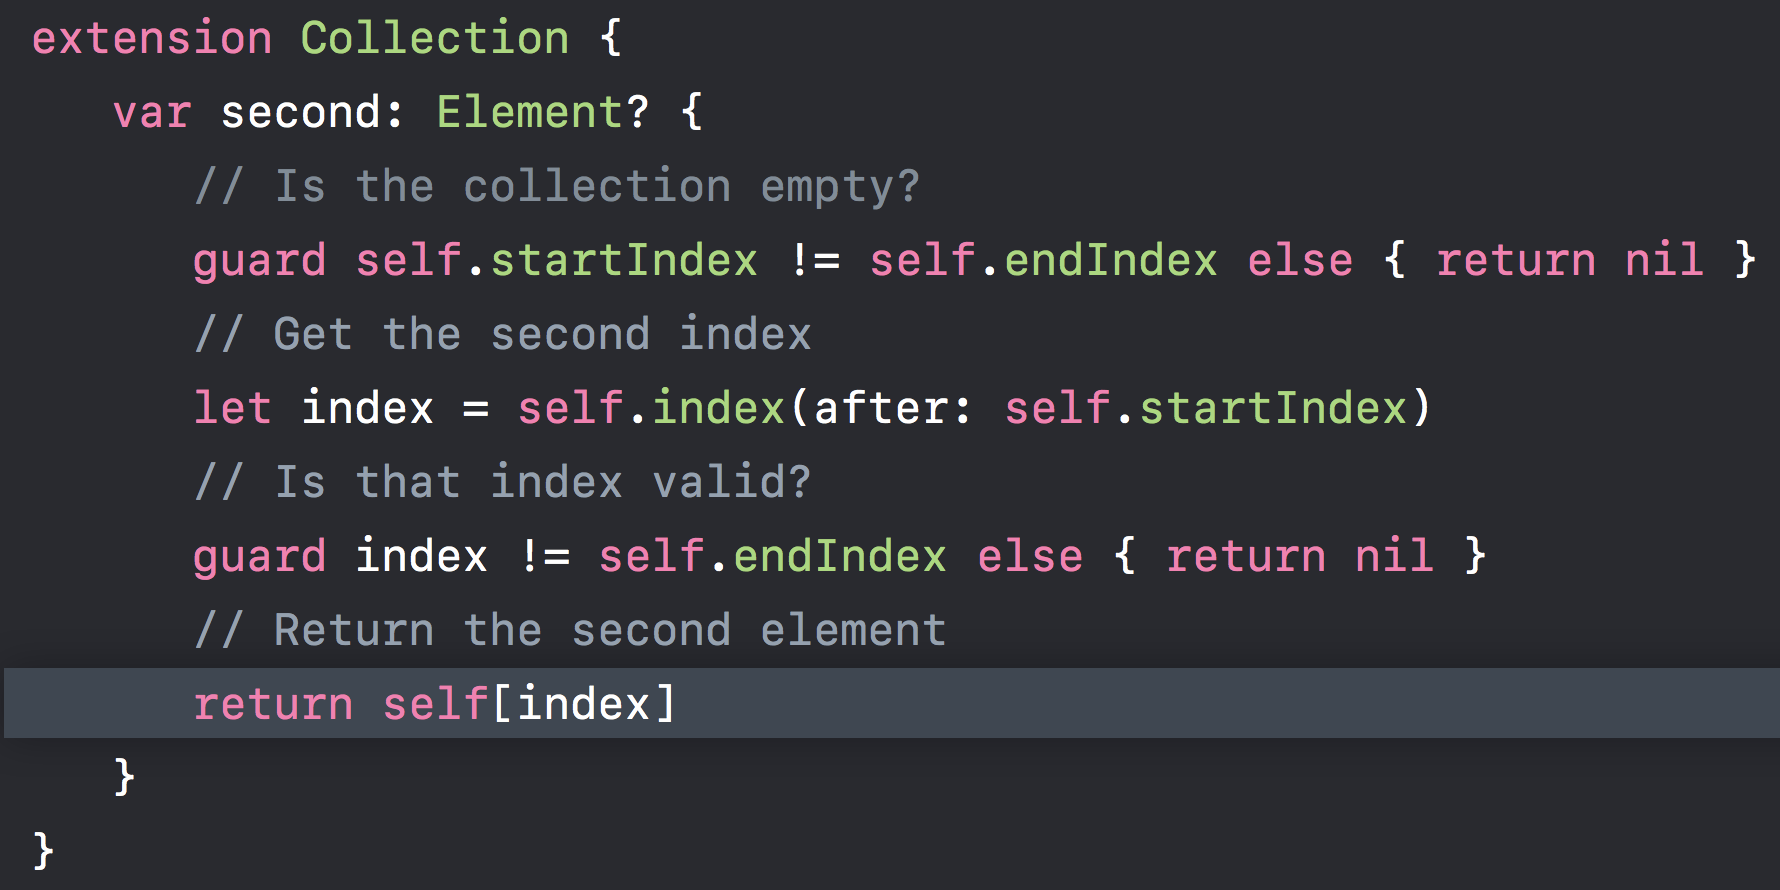 extension Collection {
var second: Element? {
// Is the collection empty?
guard self.startIndex != self.endIndex else { return nil }
// Get the second index
let index = self.index(after: self.startIndex)
// Is that index valid?
guard index != self.endIndex else { return nil }
// Return the second element
return self[index]
}
}